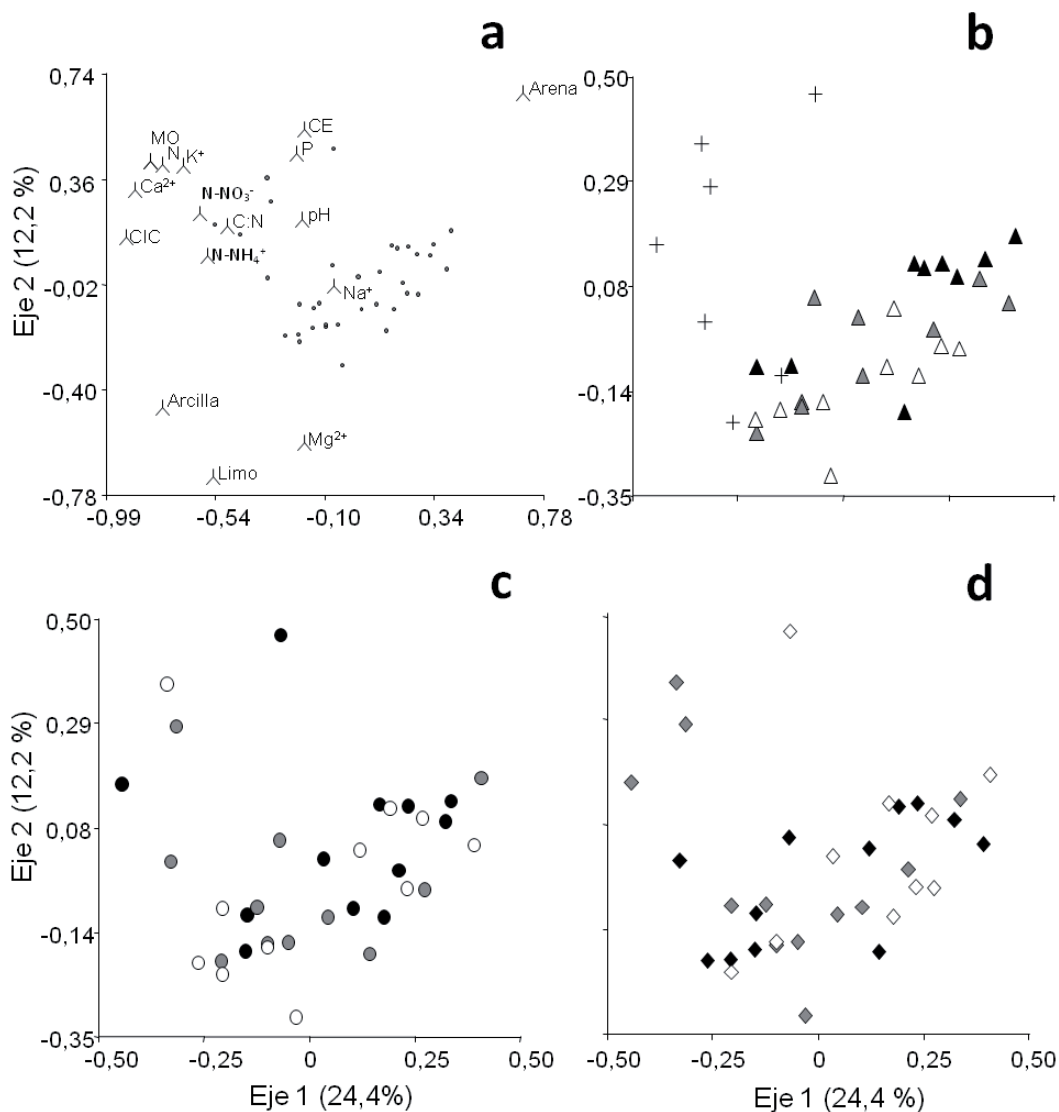 a
b
0,74
0,36
-0,02
-0,40
-0,78
Eje 2 (12,2 %)
Arena
CE
P
MO
N
K⁺
Ca²⁺
N-NO₃⁻
C:N
pH
CIC
N-NH₄⁺
Na⁺
Arcilla
Mg²⁺
Limo
-0,99 -0,54 -0,10 0,34 0,78
0,50
0,29
0,08
-0,14
-0,35
c
d
0,50
0,29
0,08
-0,14
-0,35
Eje 2 (12,2 %)
-0,50 -0,25 0 0,25 0,50
Eje 1 (24,4%)
-0,50 -0,25 0 0,25 0,50
Eje 1 (24,4 %)